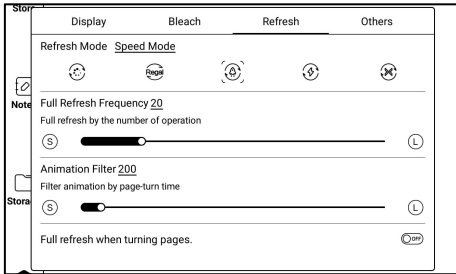 Store
Display Bleach Refresh Others
Refresh Mode Speed Mode
Regal
Note
Full Refresh Frequency 20
Full refresh by the number of operation
S L
Animation Filter 200
Filter animation by page-turn time
Stora
S L
Full refresh when turning pages.
OFF